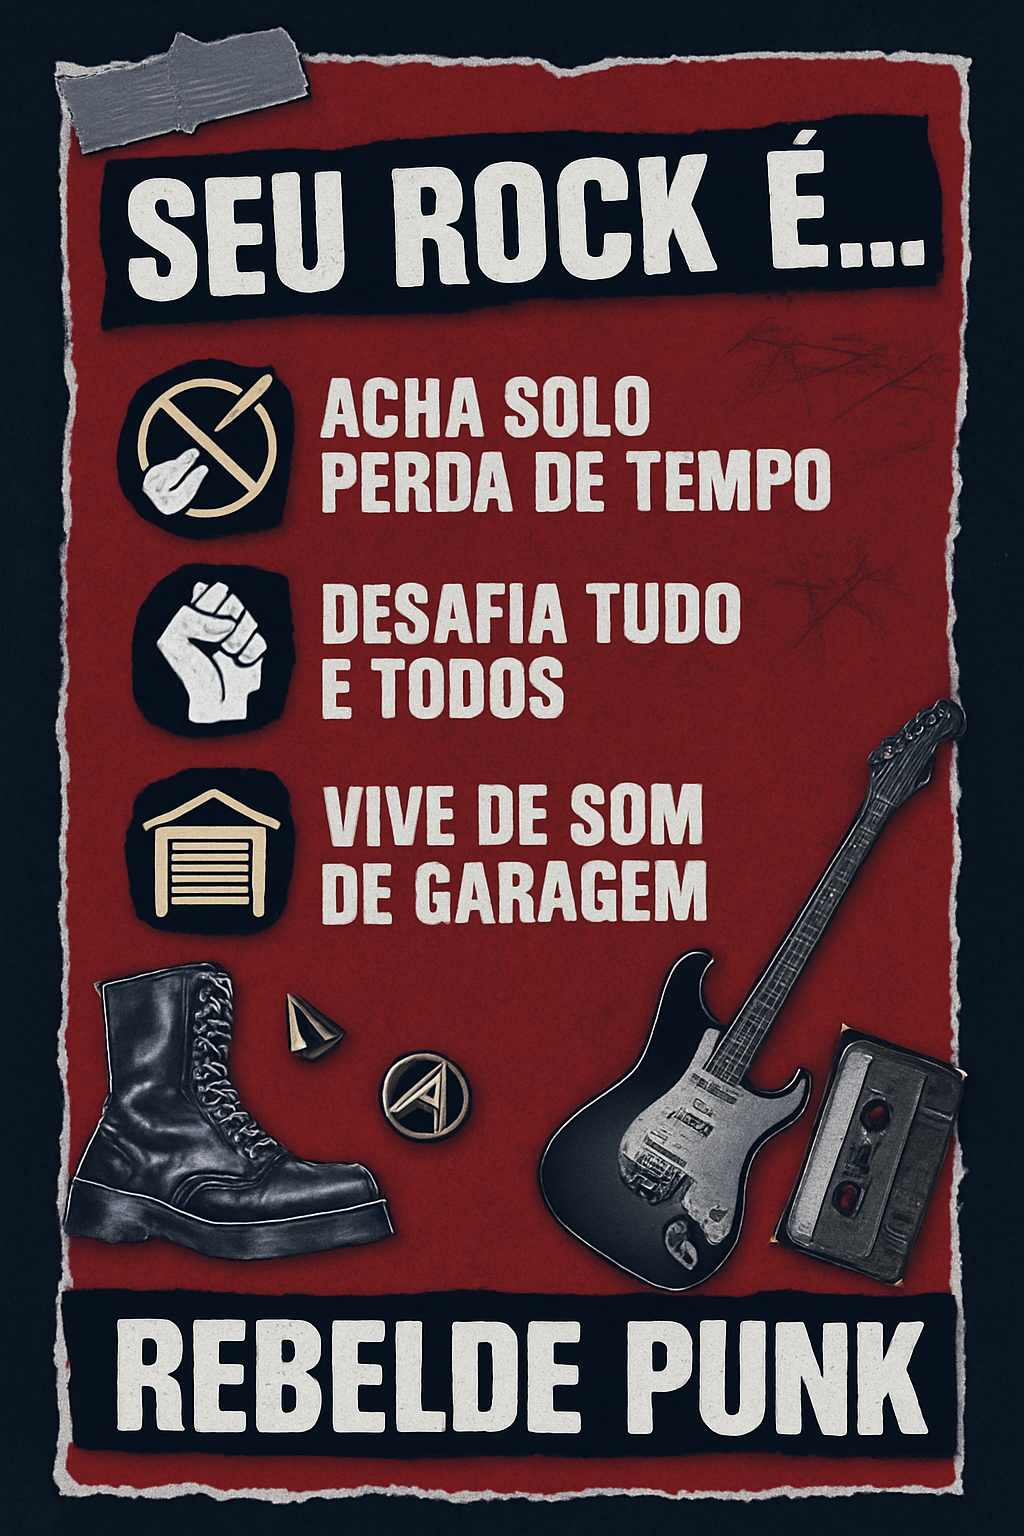 SEU ROCK É...
ACHA SOLO
PERDA DE TEMPO
DESAFIA TUDO
E TODOS
VIVE DE SOM
DE GARAGEM
A
REBELDE PUNK